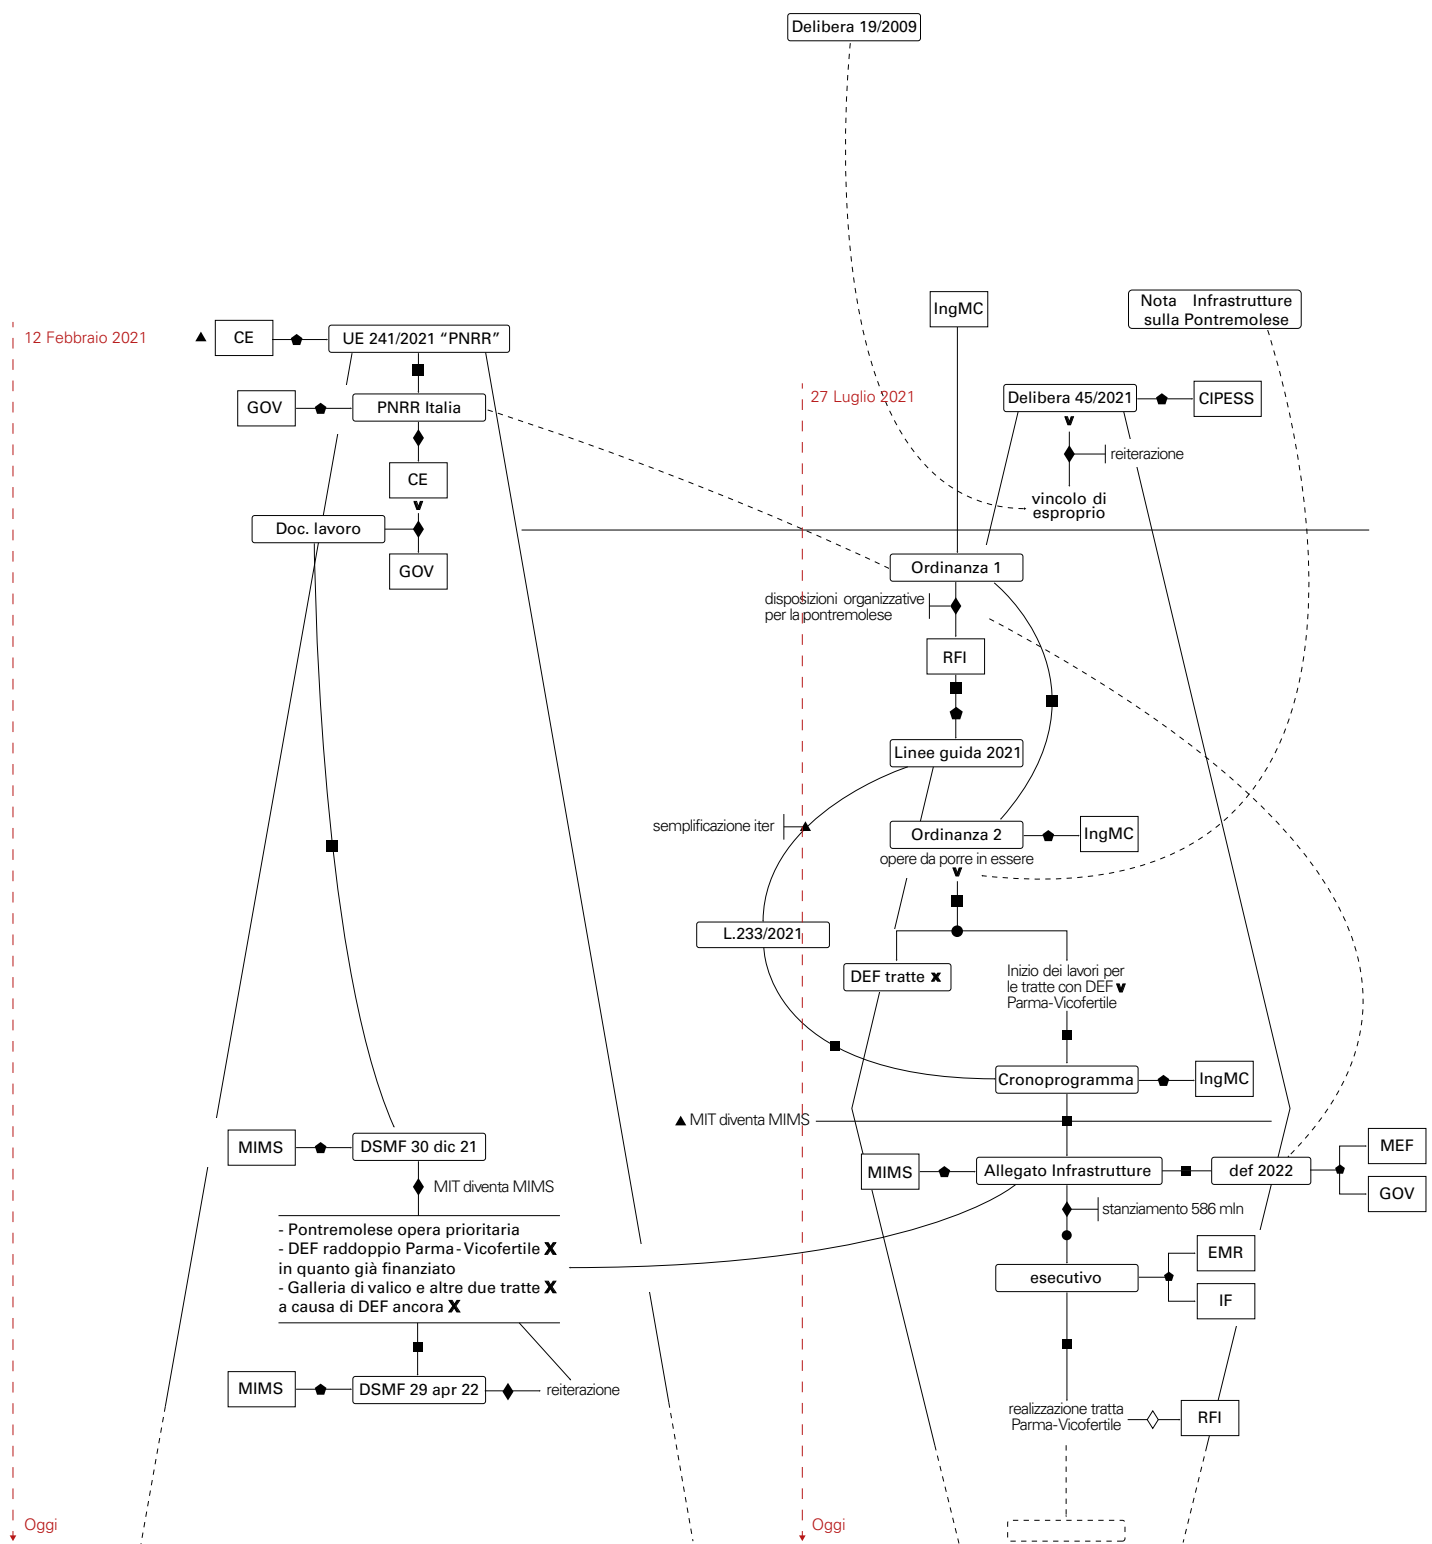 Delibera 19/2009
IngMC
Nota Infrastrutture
sulla Pontremolese
12 Febbraio 2021
CE
UE 241/2021 “PNRR”
27 Luglio 2021
Delibera 45/2021
CIPESS
GOV
PNRR Italia
v
reiterazione
CE
v
vincolo di
esproprio
Doc. lavoro
GOV
Ordinanza 1
disposizioni organizzative
per la pontremolese
RFI
Linee guida 2021
semplificazione iter
Ordinanza 2
IngMC
opere da porre in essere
v
L.233/2021
DEF tratte x
Inizio dei lavori per
le tratte con DEF v
Parma-Vicofertile
Cronoprogramma
IngMC
MIT diventa MIMS
MIMS
DSMF 30 dic 21
MIMS
Allegato Infrastrutture
def 2022
MEF
GOV
MIT diventa MIMS
stanziamento 586 mln
- Pontremolese opera prioritaria
- DEF raddoppio Parma-Vicofertile X
in quanto già finanziato
- Galleria di valico e altre due tratte X
a causa di DEF ancora X
esecutivo
EMR
IF
MIMS
DSMF 29 apr 22
reiterazione
realizzazione tratta
Parma-Vicofertile
RFI
Oggi
Oggi